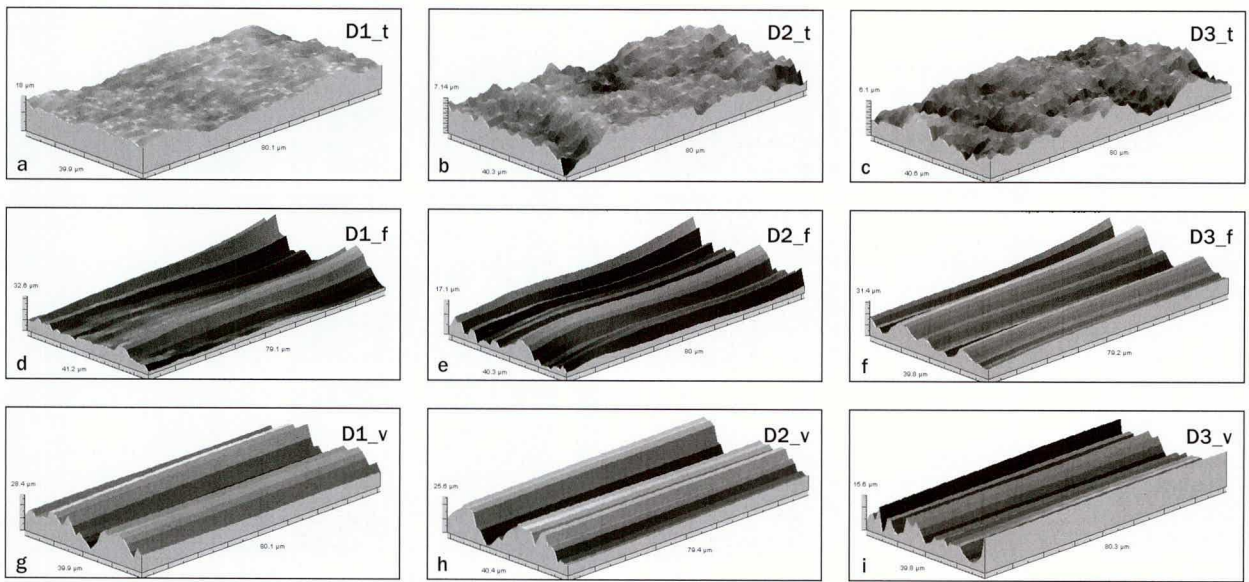 D1_t
18 µm
39.9 µm
80.1 µm
a
D2_t
7.14 µm
40.3 µm
80 µm
b
D3_t
6.1 µm
40.6 µm
80 µm
c
D1_f
32.6 µm
41.2 µm
79.1 µm
d
D2_f
17.1 µm
40.3 µm
80 µm
e
D3_f
31.4 µm
39.8 µm
79.2 µm
f
D1_v
28.4 µm
39.9 µm
80.1 µm
g
D2_v
25.6 µm
40.4 µm
79.4 µm
h
D3_v
15.6 µm
39.8 µm
80.3 µm
i